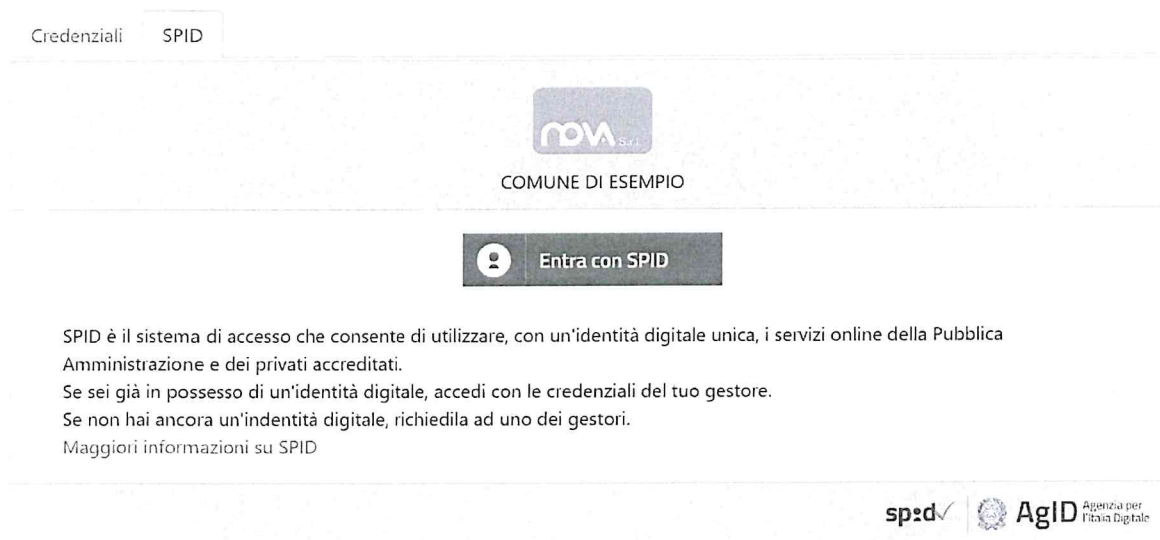 Credenziali SPID
NOVA S.r.l.
COMUNE DI ESEMPIO
Entra con SPID
SPID è il sistema di accesso che consente di utilizzare, con un'identità digitale unica, i servizi online della Pubblica
Amministrazione e dei privati accreditati.
Se sei già in possesso di un'identità digitale, accedi con le credenziali del tuo gestore.
Se non hai ancora un'indentità digitale, richiedila ad uno dei gestori.
Maggiori informazioni su SPID
spid AgID Agenzia per
l'Italia Digitale